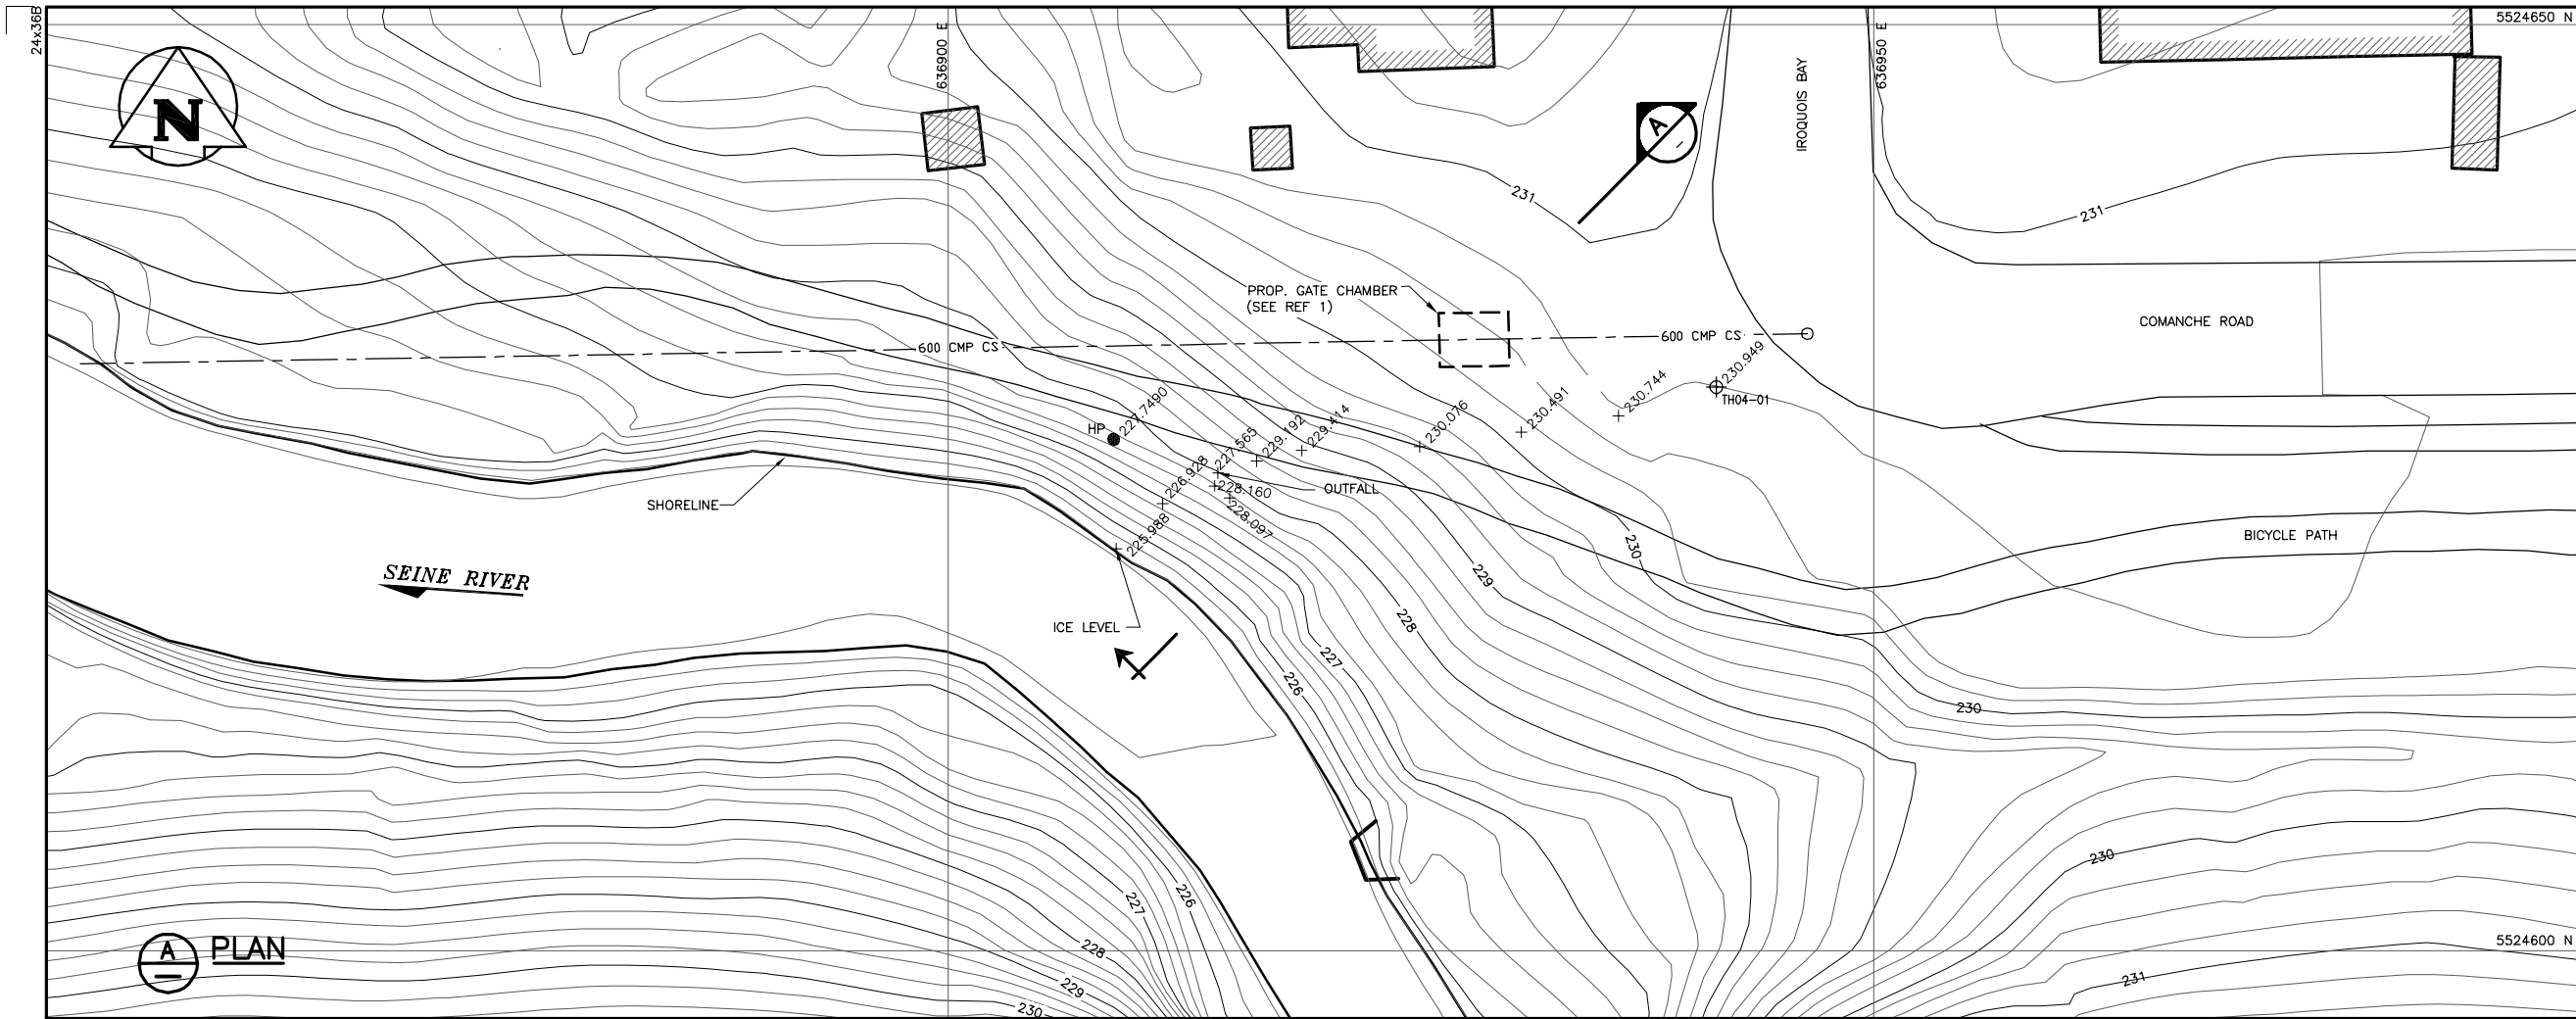 24x36B
N
636900 E
636950 E
5524650 N
IROQUOIS BAY
A
-
231
231
PROP. GATE CHAMBER
(SEE REF 1)
600 CMP CS
600 CMP CS
COMANCHE ROAD
230.949
TH04-01
230.744
230.491
230.076
229.414
229.192
227.565
HP
227.7490
226.928
228.160
228.097
OUTFALL
225.988
SHORELINE
SEINE RIVER
ICE LEVEL
BICYCLE PATH
230
229
228
227
226
230
230
227
226
228
229
230
231
5524600 N
A
-
PLAN